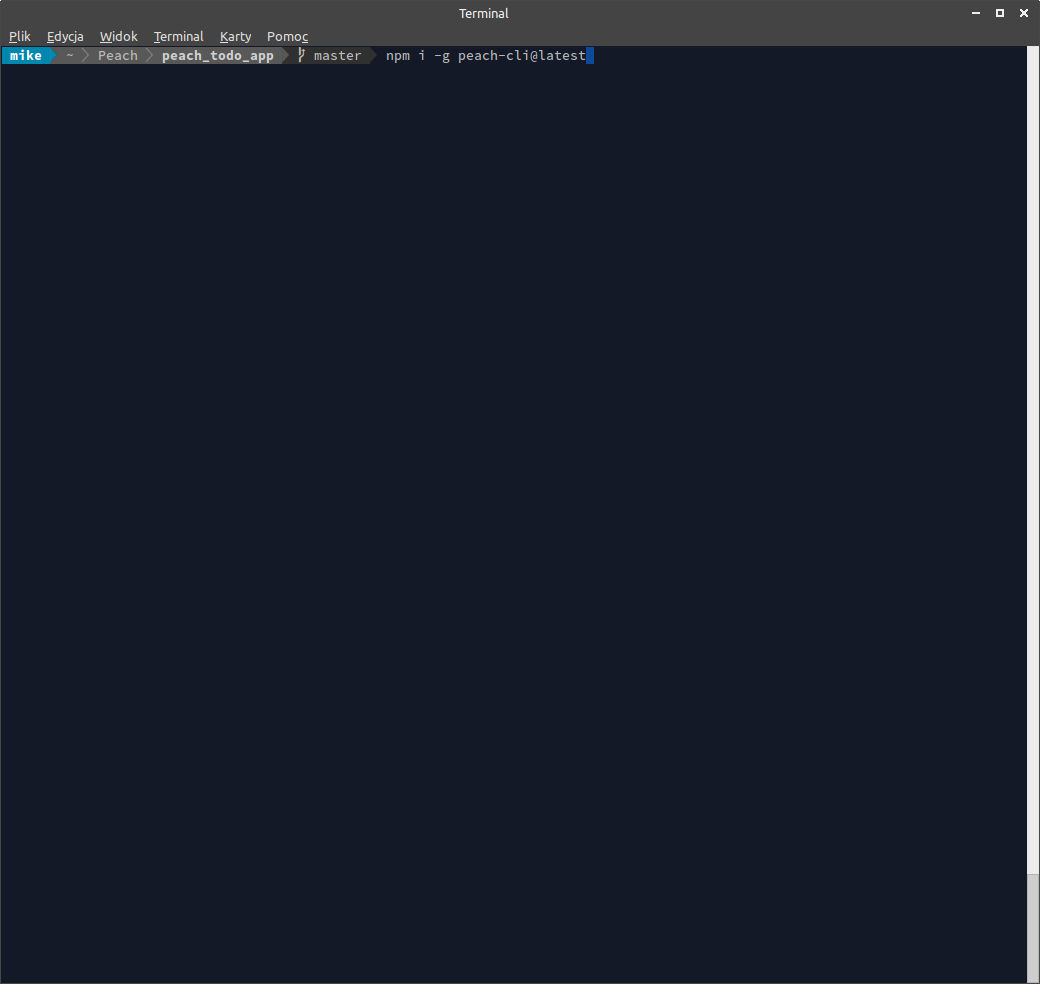 Terminal
Plik Edycja Widok Terminal Karty Pomoc
mike ~ Peach peach_todo_app master npm i -g peach-cli@latest